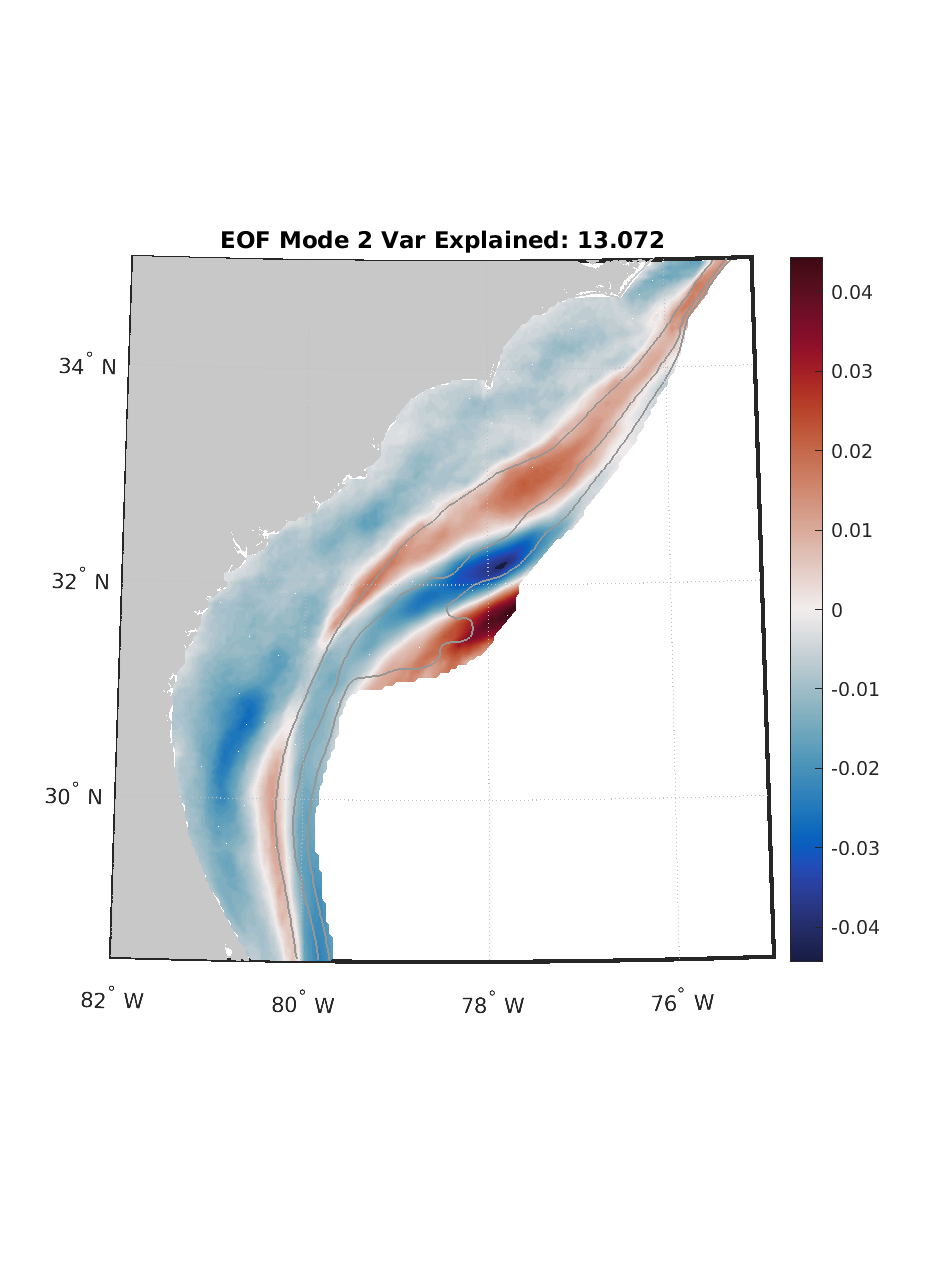 EOF Mode 2 Var Explained: 13.072
0.04
0.03
34° N
0.02
0.01
32° N
0
-0.01
-0.02
30° N
-0.03
-0.04
82° W
80° W
78° W
76° W